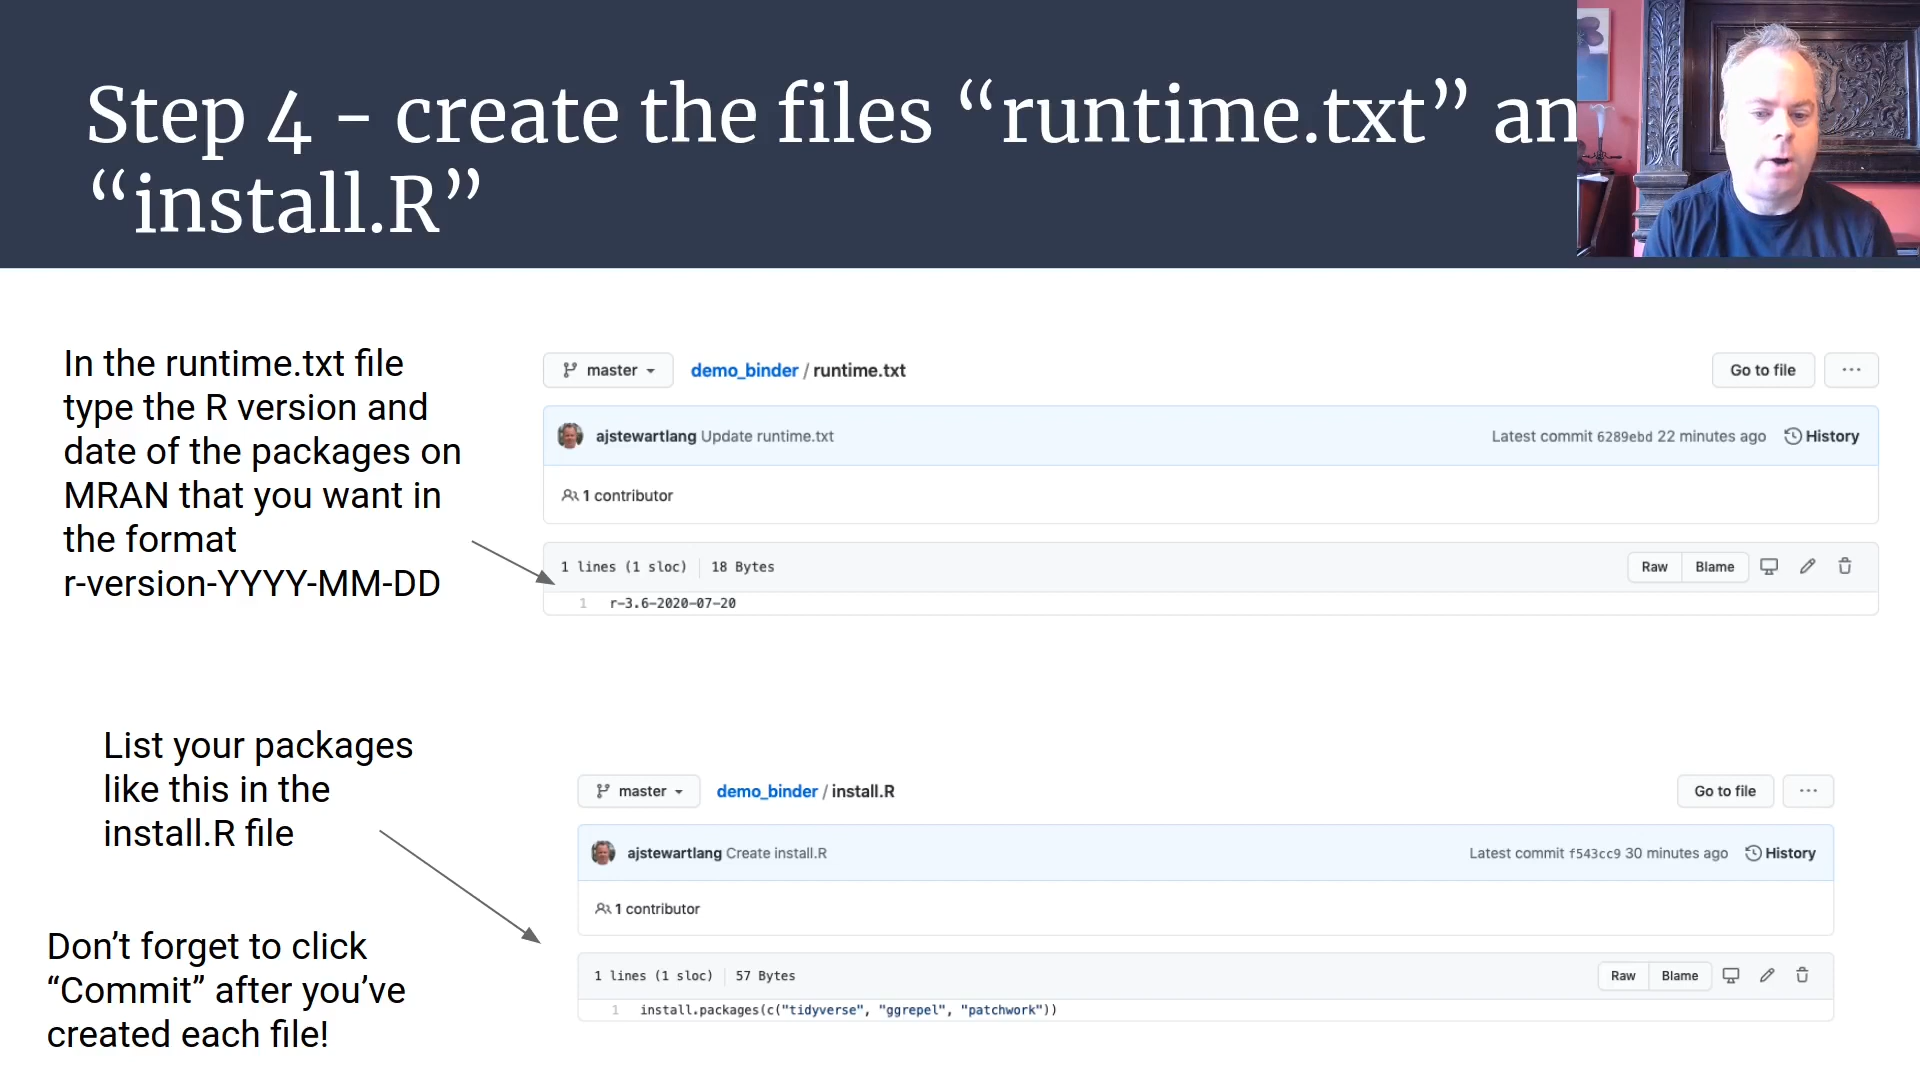 Step 4 - create the files “runtime.txt” an
“install.R”
In the runtime.txt file
type the R version and
date of the packages on
MRAN that you want in
the format
r-version-YYYY-MM-DD
master
demo_binder / runtime.txt
Go to file
...
ajstewartlang Update runtime.txt
Latest commit 6289ebd 22 minutes ago
History
1 contributor
1 lines (1 sloc)
18 Bytes
Raw
Blame
1 r-3.6-2020-07-20
List your packages
like this in the
install.R file
master
demo_binder / install.R
Go to file
...
ajstewartlang Create install.R
Latest commit f543cc9 30 minutes ago
History
1 contributor
1 lines (1 sloc)
57 Bytes
Raw
Blame
1 install.packages(c("tidyverse", "ggrepel", "patchwork"))
Don’t forget to click
“Commit” after you’ve
created each file!